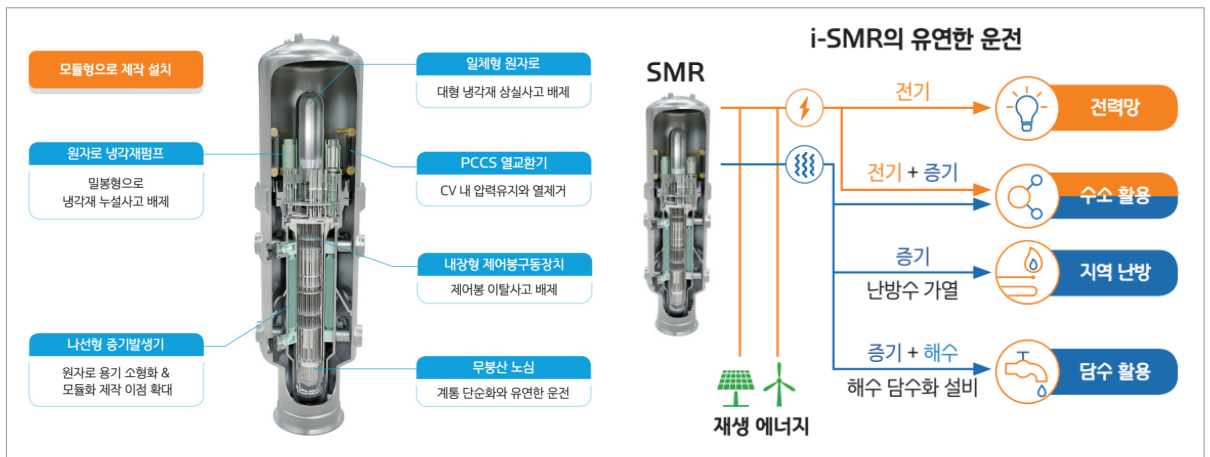 모듈형으로 제작 설치
일체형 원자로
대형 냉각재 상실사고 배제
원자로 냉각재펌프
밀봉형으로
냉각재 누설사고 배제
PCCS 열교환기
CV 내 압력유지와 열제거
내장형 제어봉구동장치
제어봉 이탈사고 배제
나선형 증기발생기
원자로 용기 소형화 &
모듈화 제작 이점 확대
무붕산 노심
계통 단순화와 유연한 운전
i-SMR의 유연한 운전
SMR
전기
전력망
전기 + 증기
수소 활용
증기
난방수 가열
지역 난방
증기 + 해수
해수 담수화 설비
담수 활용
재생 에너지